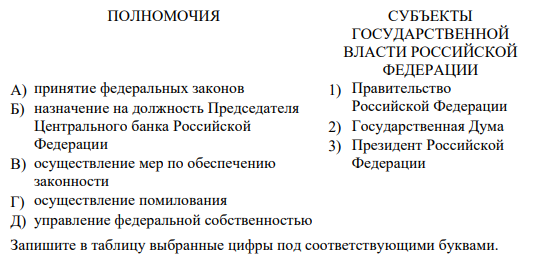 ПОЛНОМОЧИЯ
СУБЪЕКТЫ
ГОСУДАРСТВЕННОЙ
ВЛАСТИ РОССИЙСКОЙ
ФЕДЕРАЦИИ
А) принятие федеральных законов
Б) назначение на должность Председателя
Центрального банка Российской
Федерации
В) осуществление мер по обеспечению
законности
Г) осуществление помилования
Д) управление федеральной собственностью
1) Правительство
Российской Федерации
2) Государственная Дума
3) Президент Российской
Федерации
Запишите в таблицу выбранные цифры под соответствующими буквами.